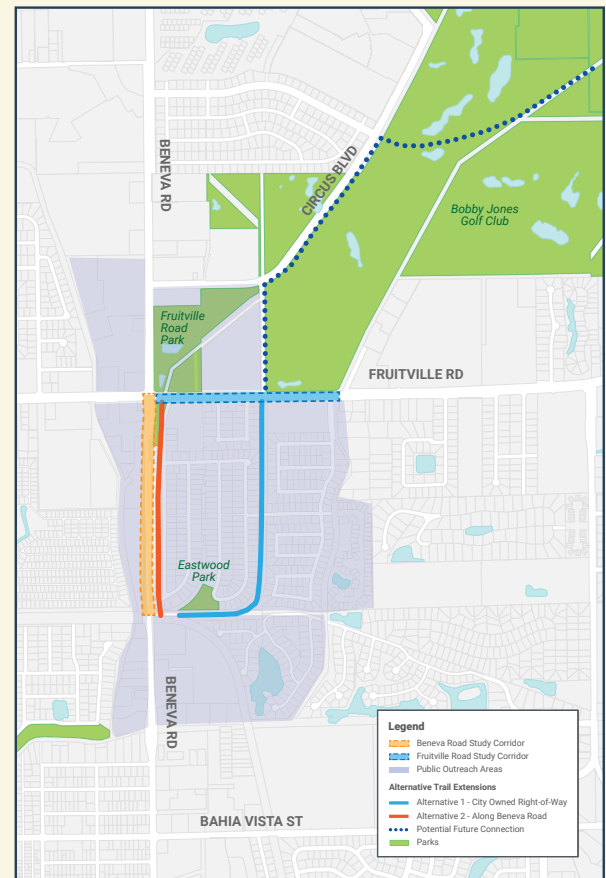 BENEVA RD
CIRCUS BLVD
Bobby Jones
Golf Club
Fruitville
Road
Park
FRUITVILLE RD
Eastwood
Park
BENEVA RD
BAHIA VISTA ST
Legend
Beneva Road Study Corridor
Fruitville Road Study Corridor
Public Outreach Areas
Alternative Trail Extensions
Alternative 1 - City Owned Right-of-Way
Alternative 2 - Along Beneva Road
Potential Future Connection
Parks